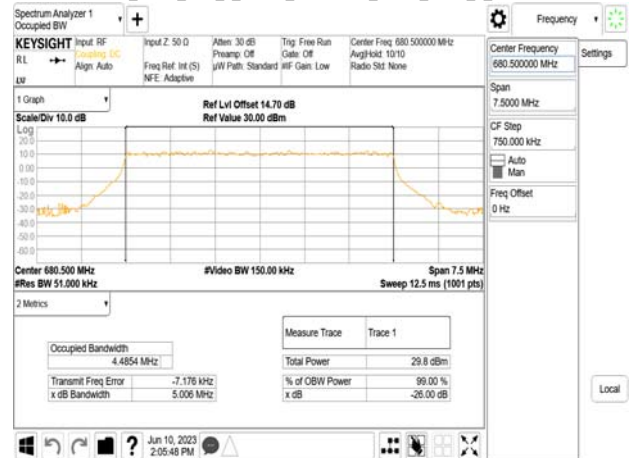 Spectrum Analyzer 1
Occupied BW
Frequency
KEYSIGHT
RL
Input: RF
Coupling: DC
Align: Auto
Input Z: 50 Ω
Freq Ref: Int (S)
NFE: Adaptive
Atten: 30 dB
Preamp: Off
µW Path: Standard
Trig: Free Run
Gate: Off
#IF Gain: Low
Center Freq: 680.500000 MHz
Avg|Hold: 10/10
Radio Std: None
Center Frequency
680.500000 MHz
Settings
Span
7.5000 MHz
CF Step
750.000 kHz
Auto
Man
Freq Offset
0 Hz
Local
1 Graph
Scale/Div 10.0 dB
Ref Lvl Offset 14.70 dB
Ref Value 30.00 dBm
Log
20.0
10.0
0.00
-10.0
-20.0
-30.0
-40.0
-50.0
-60.0
Center 680.500 MHz
#Video BW 150.00 kHz
Span 7.5 MHz
#Res BW 51.000 kHz
Sweep 12.5 ms (1001 pts)
2 Metrics
Measure Trace Trace 1
Occupied Bandwidth
4.4854 MHz
Total Power 29.8 dBm
Transmit Freq Error -7.176 kHz
% of OBW Power 99.00 %
x dB Bandwidth 5.006 MHz
x dB -26.00 dB
?
Jun 10, 2023
2:05:48 PM